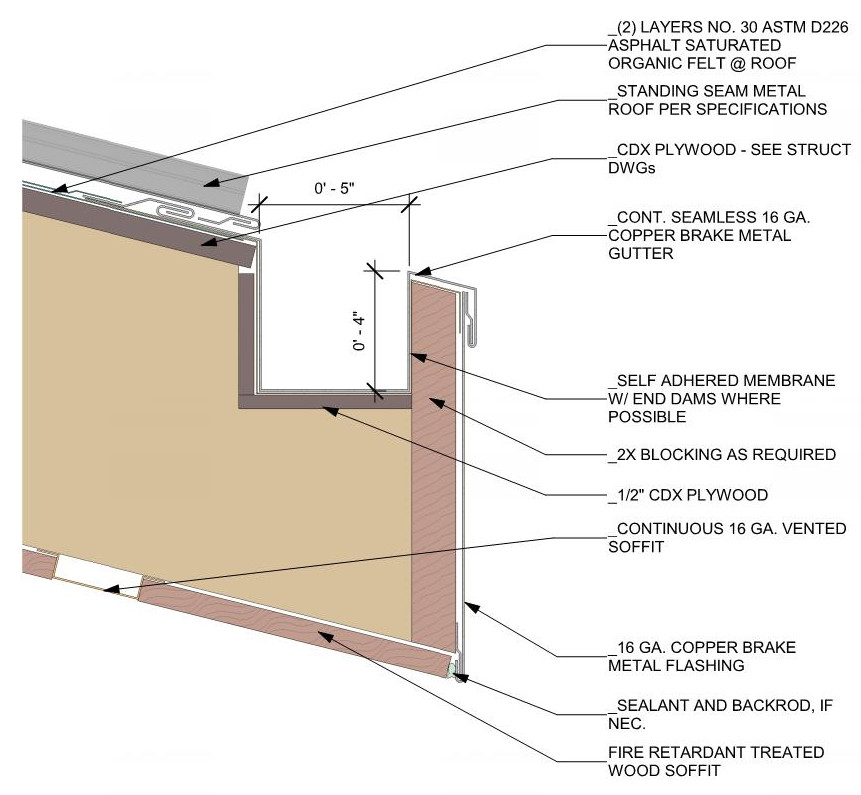 _(2) LAYERS NO. 30 ASTM D226
ASPHALT SATURATED
ORGANIC FELT @ ROOF
_STANDING SEAM METAL
ROOF PER SPECIFICATIONS
_CDX PLYWOOD - SEE STRUCT
DWGs
0' - 5"
_CONT. SEAMLESS 16 GA.
COPPER BRAKE METAL
GUTTER
0' - 4"
_SELF ADHERED MEMBRANE
W/ END DAMS WHERE
POSSIBLE
_2X BLOCKING AS REQUIRED
_1/2" CDX PLYWOOD
_CONTINUOUS 16 GA. VENTED
SOFFIT
_16 GA. COPPER BRAKE
METAL FLASHING
_SEALANT AND BACKROD, IF
NEC.
FIRE RETARDANT TREATED
WOOD SOFFIT